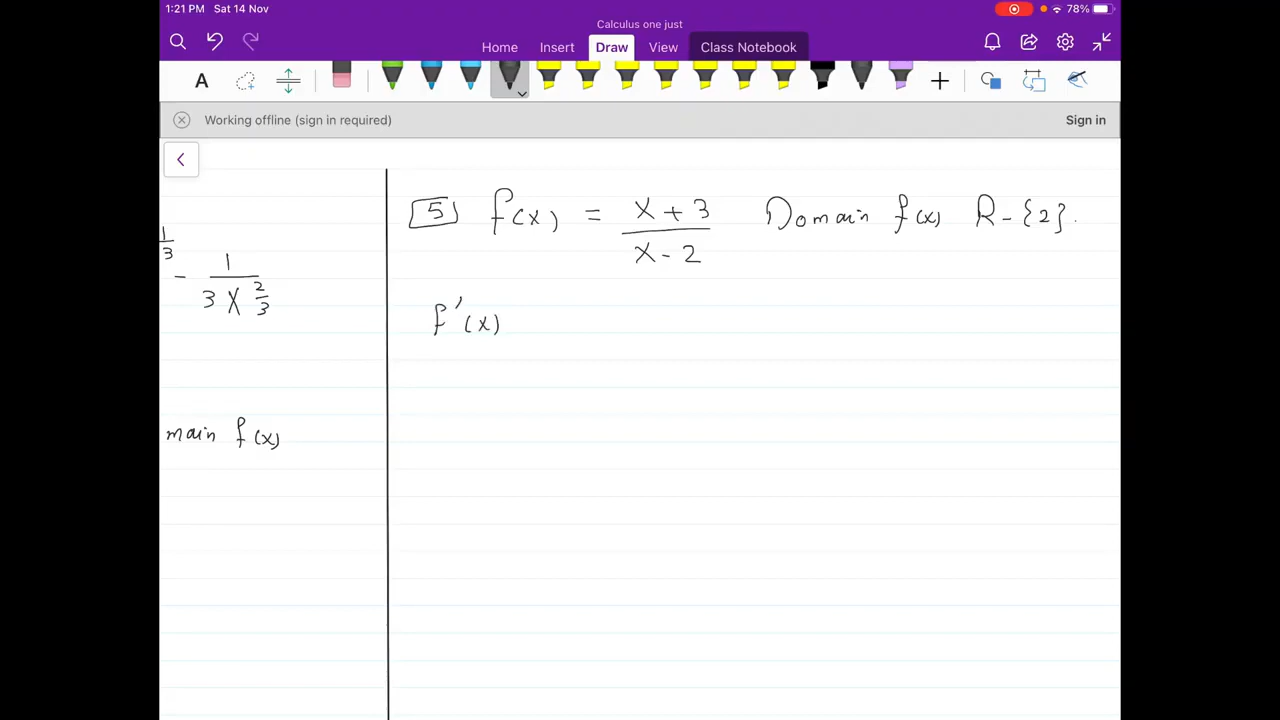 1:21 PM Sat 14 Nov
78%
Calculus one just
Home Insert Draw View Class Notebook
A
Working offline (sign in required) Sign in
1/3 - 1/(3x^(2/3))
main f(x)
5 f(x) = (x + 3)/(x - 2) Domain f(x) R - {2}.
f'(x)